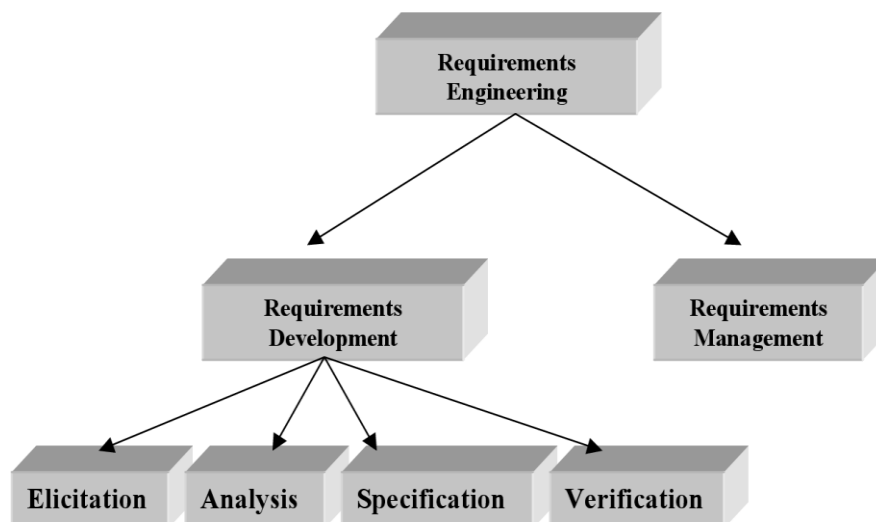 Requirements
Engineering
Requirements
Development
Requirements
Management
Elicitation
Analysis
Specification
Verification